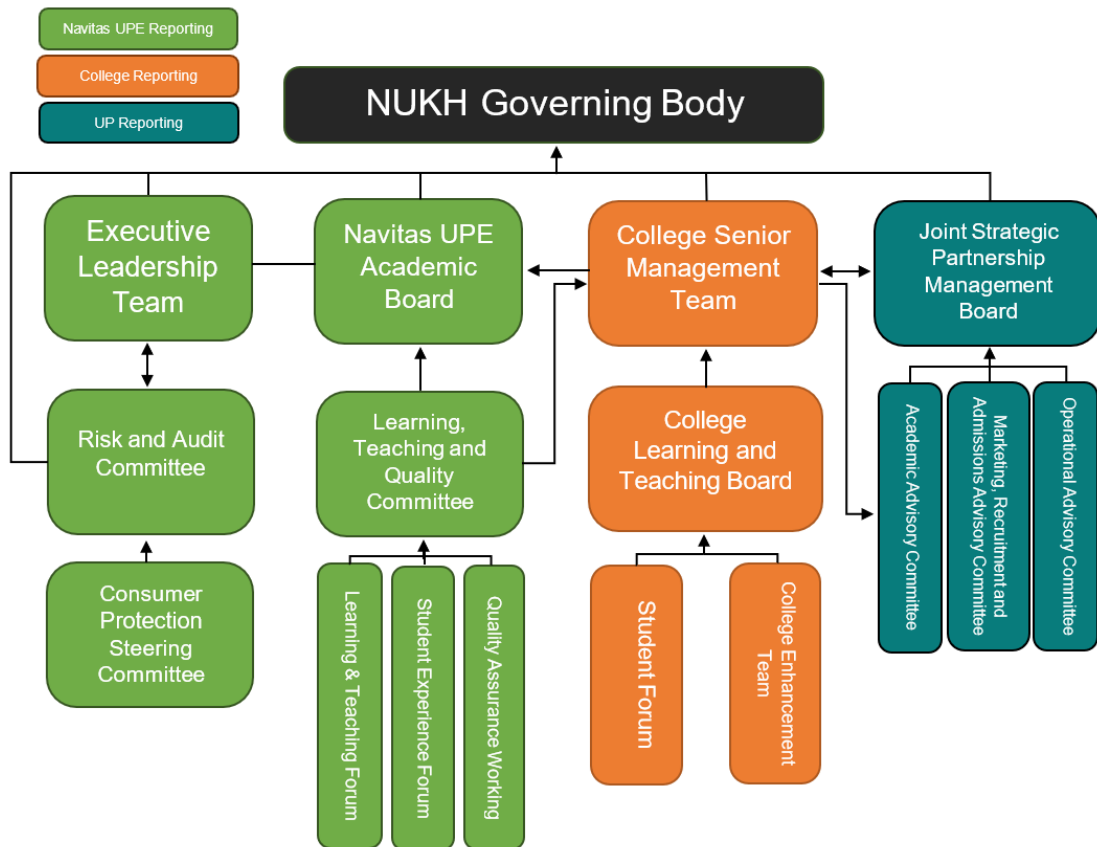 Navitas UPE Reporting
College Reporting
UP Reporting
NUKH Governing Body
Executive
Leadership
Team
Navitas UPE
Academic
Board
College Senior
Management
Team
Joint Strategic
Partnership
Management
Board
Risk and Audit
Committee
Learning,
Teaching and
Quality
Committee
College
Learning and
Teaching Board
Academic Advisory Committee
Marketing, Recruitment and
Admissions Advisory Committee
Operational Advisory Committee
Consumer
Protection
Steering
Committee
Learning & Teaching Forum
Student Experience Forum
Quality Assurance Working
Student Forum
College Enhancement
Team